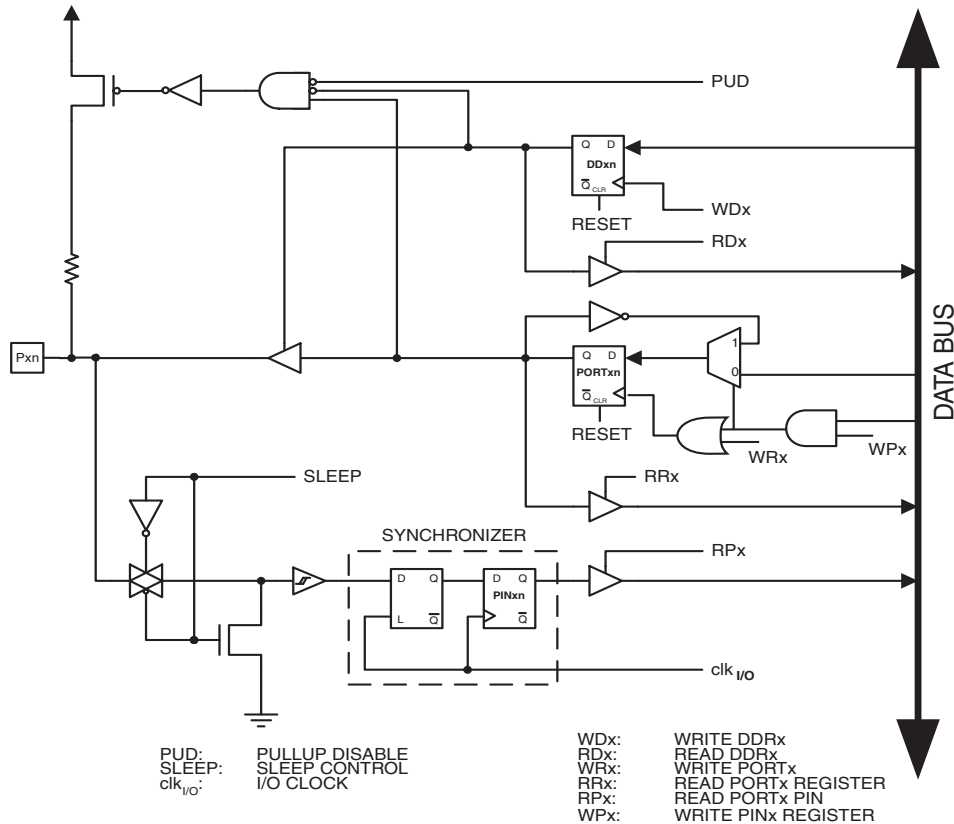 PUD
Q D
DDxn
Q CLR
WDx
RESET
RDx
Pxn
1
Q D
PORTxn
0
Q CLR
RESET
WRx
WPx
DATA BUS
SLEEP
RRx
SYNCHRONIZER
RPx
D Q
D Q
PINxn
L Q
Q
clk I/O
PUD: PULLUP DISABLE
SLEEP: SLEEP CONTROL
clk I/O: I/O CLOCK
WDx: WRITE DDRx
RDx: READ DDRx
WRx: WRITE PORTx
RRx: READ PORTx REGISTER
RPx: READ PORTx PIN
WPx: WRITE PINx REGISTER